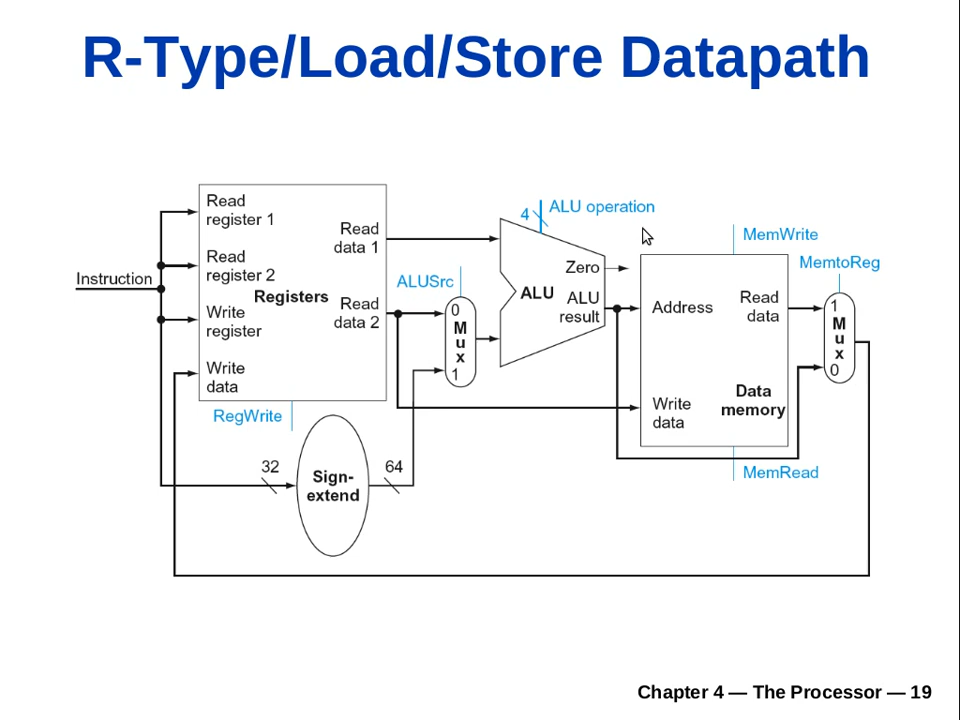 R-Type/Load/Store Datapath
Instruction
Read
register 1
Read
register 2
Write
register
Write
data
Registers
Read
data 1
Read
data 2
RegWrite
32
Sign-
extend
64
ALUSrc
0
M
u
x
1
4
ALU operation
Zero
ALU
ALU
result
MemWrite
Address
Read
data
Write
data
Data
memory
MemRead
MemtoReg
1
M
u
x
0
Chapter 4 — The Processor — 19